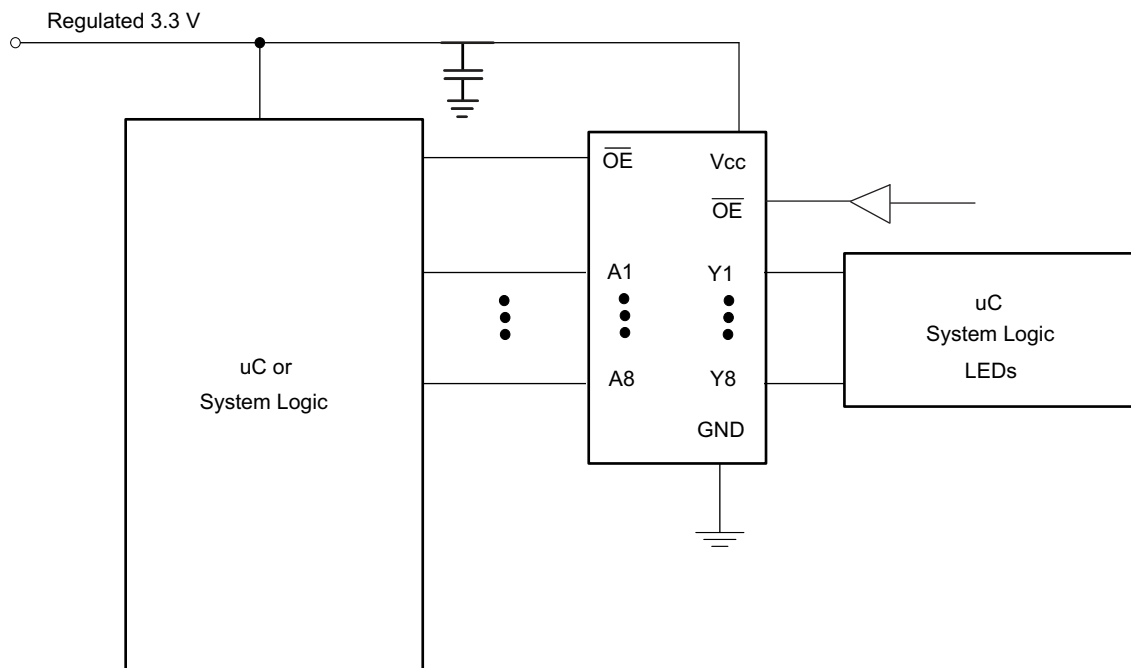 Regulated 3.3 V
OE
Vcc
OE
A1
Y1
uC
System Logic
LEDs
uC or
System Logic
A8
Y8
GND